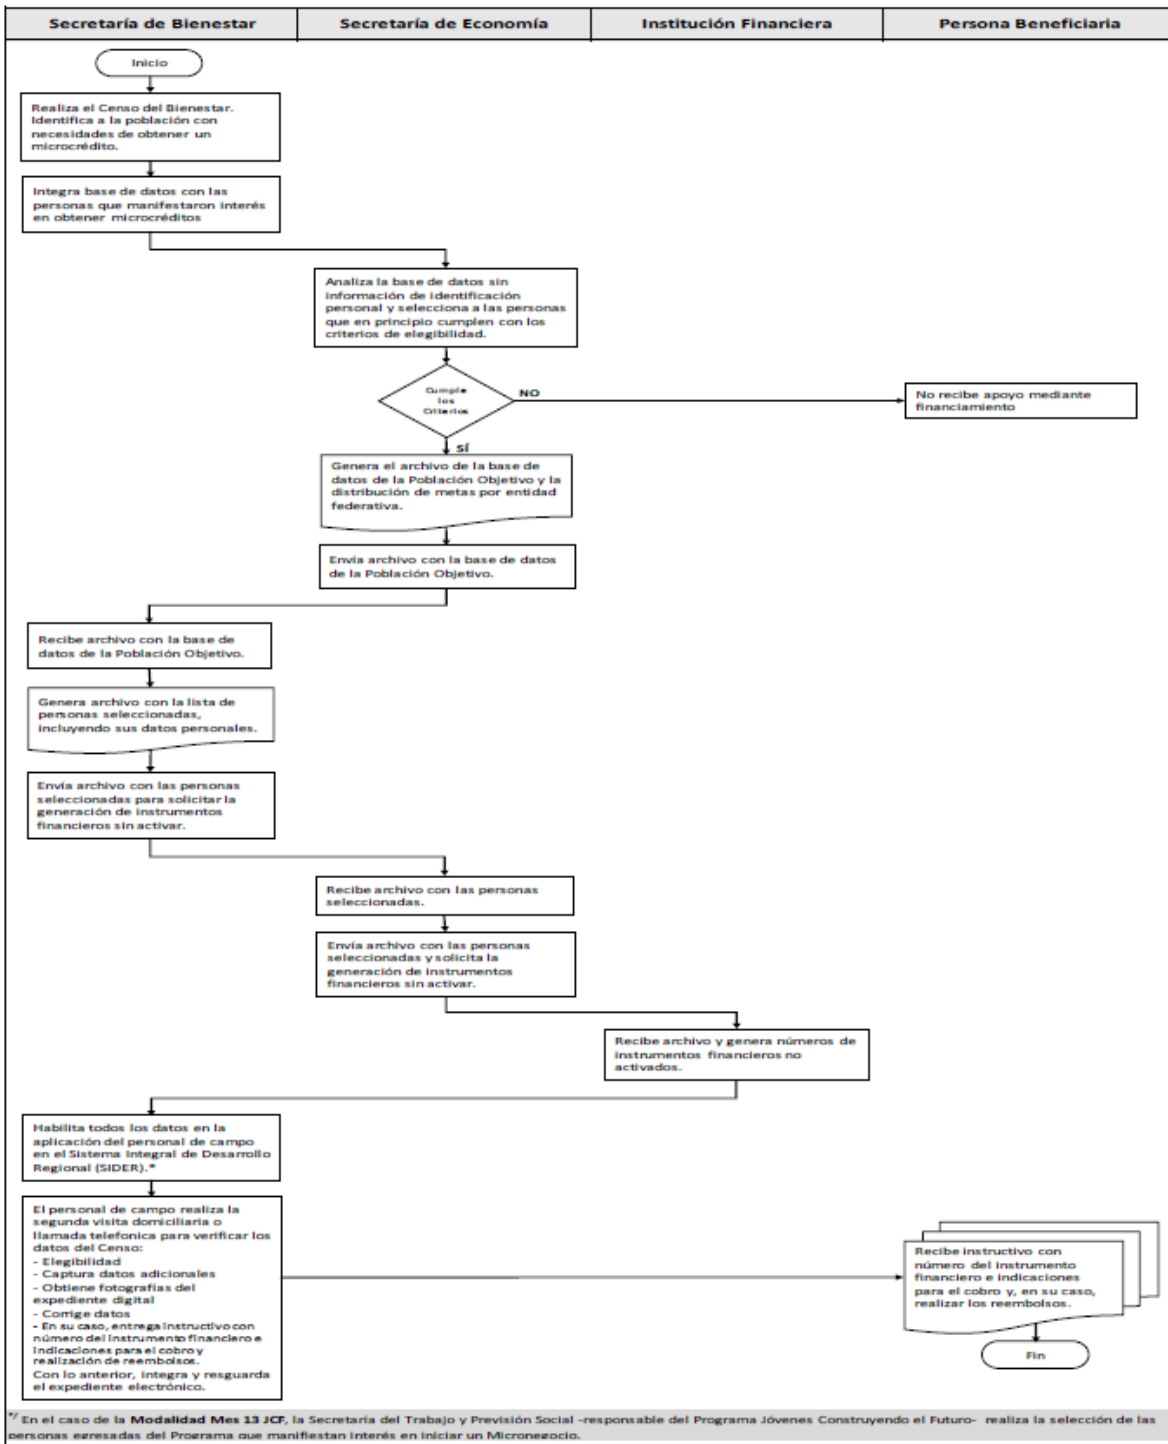 Secretaría de Bienestar
Secretaría de Economía
Institución Financiera
Persona Beneficiaria
Inicio
Realiza el Censo del Bienestar.
Identifica a la población con
necesidades de obtener un
microcrédito.
Integra base de datos con las
personas que manifestaron interés
en obtener microcréditos
Analiza la base de datos sin
información de identificación
personal y selecciona a las personas
que en principio cumplen con los
criterios de elegibilidad.
Cumple
los
Criterios
NO
No recibe apoyo mediante
financiamiento
SÍ
Genera el archivo de la base de
datos de la Población Objetivo y la
distribución de metas por entidad
federativa.
Envía archivo con la base de datos
de la Población Objetivo.
Recibe archivo con la base de
datos de la Población Objetivo.
Genera archivo con la lista de
personas seleccionadas,
incluyendo sus datos personales.
Envía archivo con las personas
seleccionadas para solicitar la
generación de instrumentos
financieros sin activar.
Recibe archivo con las personas
seleccionadas.
Envía archivo con las personas
seleccionadas y solicita la
generación de instrumentos
financieros sin activar.
Recibe archivo y genera números de
instrumentos financieros no
activados.
Habilita todos los datos en la
aplicación del personal de campo
en el Sistema Integral de Desarrollo
Regional (SIDER).*
El personal de campo realiza la
segunda visita domiciliaria o
llamada telefonica para verificar los
datos del Censo:
- Elegibilidad
- Captura datos adicionales
- Obtiene fotografías del
expediente digital
- Corrige datos
- En su caso, entrega instructivo con
número del instrumento financiero e
indicaciones para el cobro y
realización de reembolsos.
Con lo anterior, integra y resguarda
el expediente electrónico.
Recibe instructivo con
número del instrumento
financiero e indicaciones
para el cobro y, en su caso,
realizar los reembolsos.
Fin
*/ En el caso de la Modalidad Mes 13 JCF, la Secretaría del Trabajo y Previsión Social -responsable del Programa Jóvenes Construyendo el Futuro- realiza la selección de las
personas egresadas del Programa que manifiestan interés en iniciar un Micronegocio.